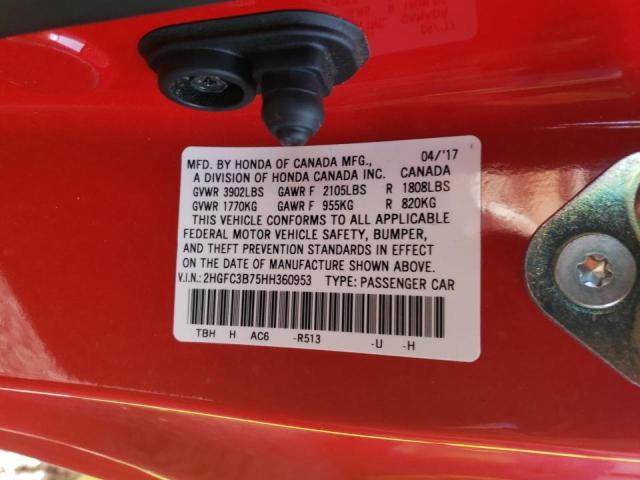 MFD. BY HONDA OF CANADA MFG., 04/'17
A DIVISION OF HONDA CANADA INC. CANADA
GVWR 3902LBS GAWR F 2105LBS R 1808LBS
GVWR 1770KG GAWR F 955KG R 820KG
THIS VEHICLE CONFORMS TO ALL APPLICABLE
FEDERAL MOTOR VEHICLE SAFETY, BUMPER,
AND THEFT PREVENTION STANDARDS IN EFFECT
ON THE DATE OF MANUFACTURE SHOWN ABOVE.
V.I.N.: 2HGFC3B75HH360953 TYPE: PASSENGER CAR
TBH H AC6 -R513 -U -H